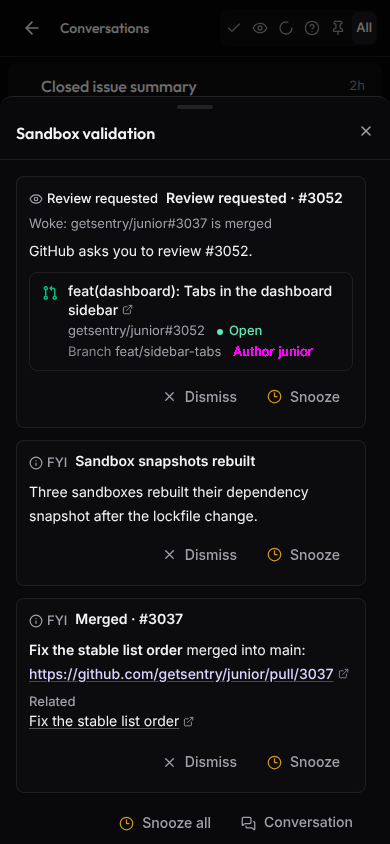 Conversations
All
Closed issue summary
2h
Sandbox validation
Review requested Review requested · #3052
Woke: getsentry/junior#3037 is merged
GitHub asks you to review #3052.
feat(dashboard): Tabs in the dashboard
sidebar
getsentry/junior#3052 Open
Branch feat/sidebar-tabs Author junior
Dismiss Snooze
FYI Sandbox snapshots rebuilt
Three sandboxes rebuilt their dependency
snapshot after the lockfile change.
Dismiss Snooze
FYI Merged · #3037
Fix the stable list order merged into main:
https://github.com/getsentry/junior/pull/3037
Related
Fix the stable list order
Dismiss Snooze
Snooze all Conversation